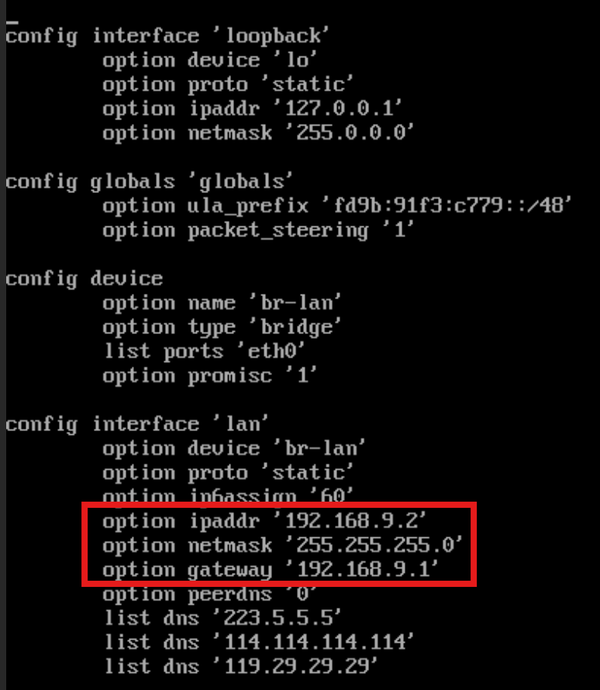 config interface 'loopback'
option device 'lo'
option proto 'static'
option ipaddr '127.0.0.1'
option netmask '255.0.0.0'
config globals 'globals'
option ula_prefix 'fd9b:91f3:c779::/48'
option packet_steering '1'
config device
option name 'br-lan'
option type 'bridge'
list ports 'eth0'
option promisc '1'
config interface 'lan'
option device 'br-lan'
option proto 'static'
option ip6assign '60'
option ipaddr '192.168.9.2'
option netmask '255.255.255.0'
option gateway '192.168.9.1'
option peerdns '0'
list dns '223.5.5.5'
list dns '114.114.114.114'
list dns '119.29.29.29'